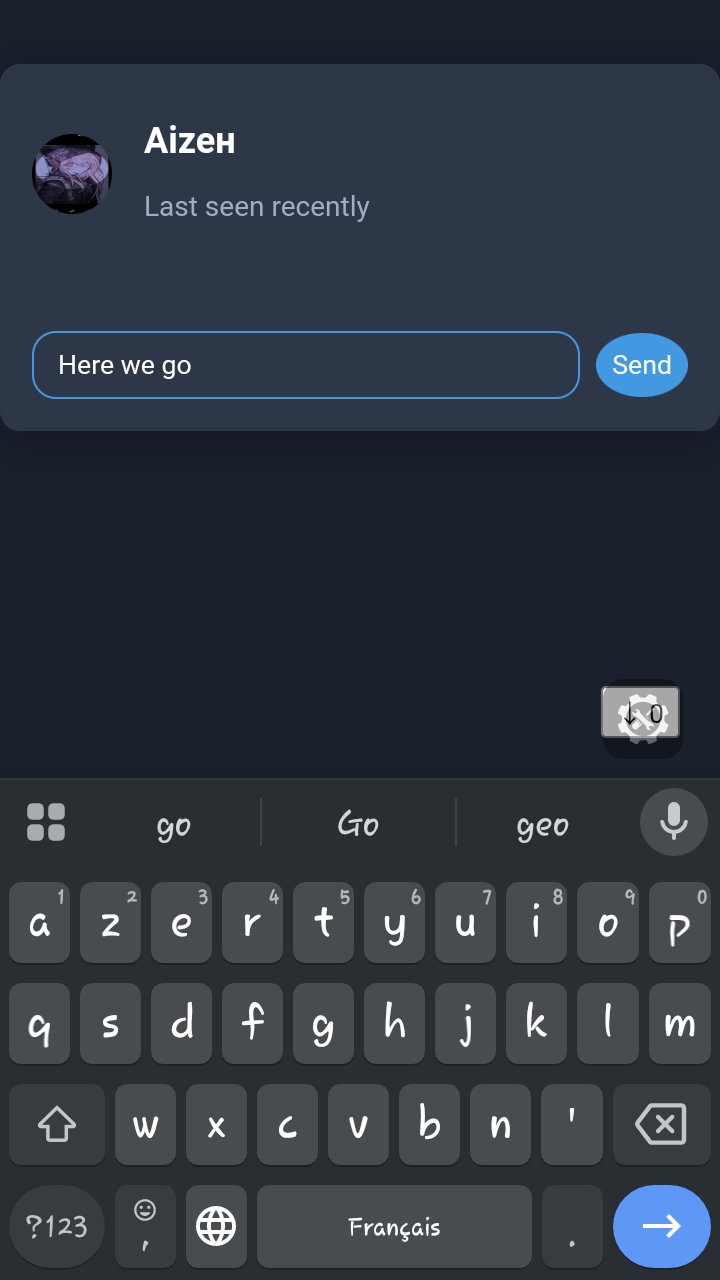 Aizeн
Last seen recently
Here we go
Send
↓ 0
go Go geo
1 2 3 4 5 6 7 8 9 0
a z e r t y u i o p
q s d f g h j k l m
w x c v b n '
?123 , Français .